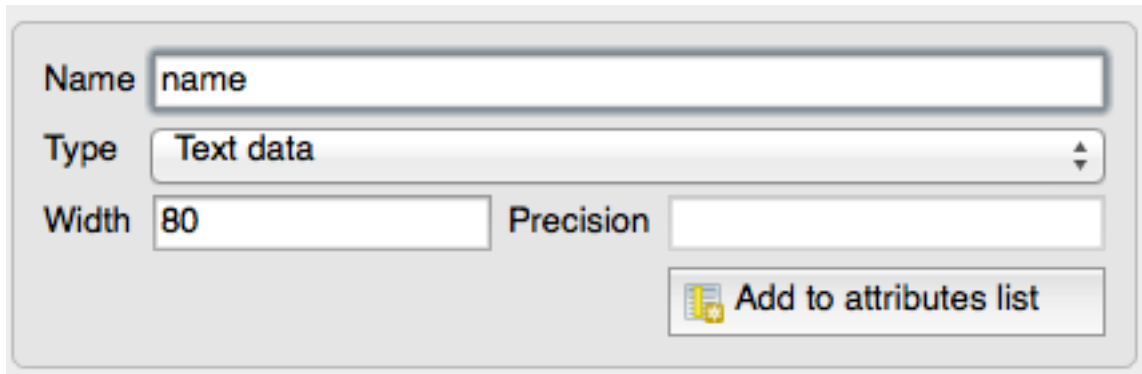 Name name
Type Text data
Width 80 Precision
Add to attributes list